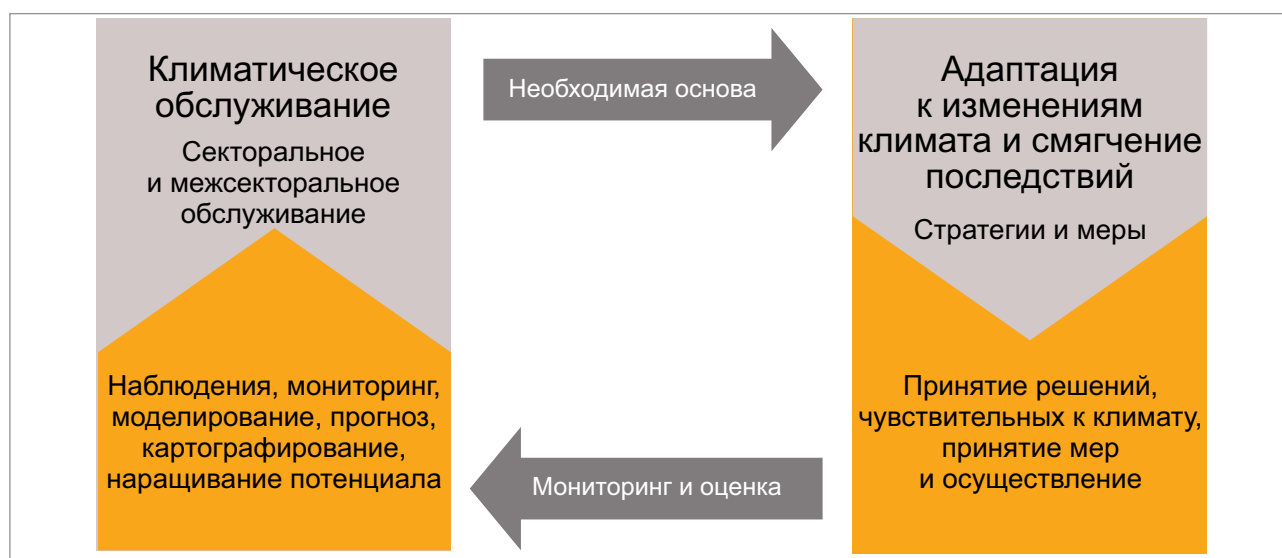 Климатическое
обслуживание
Секторальное
и межсекторальное
обслуживание
Наблюдения, мониторинг,
моделирование, прогноз,
картографирование,
наращивание потенциала
Необходимая основа
Мониторинг и оценка
Адаптация
к изменениям
климата и смягчение
последствий
Стратегии и меры
Принятие решений,
чувствительных к климату,
принятие мер
и осуществление